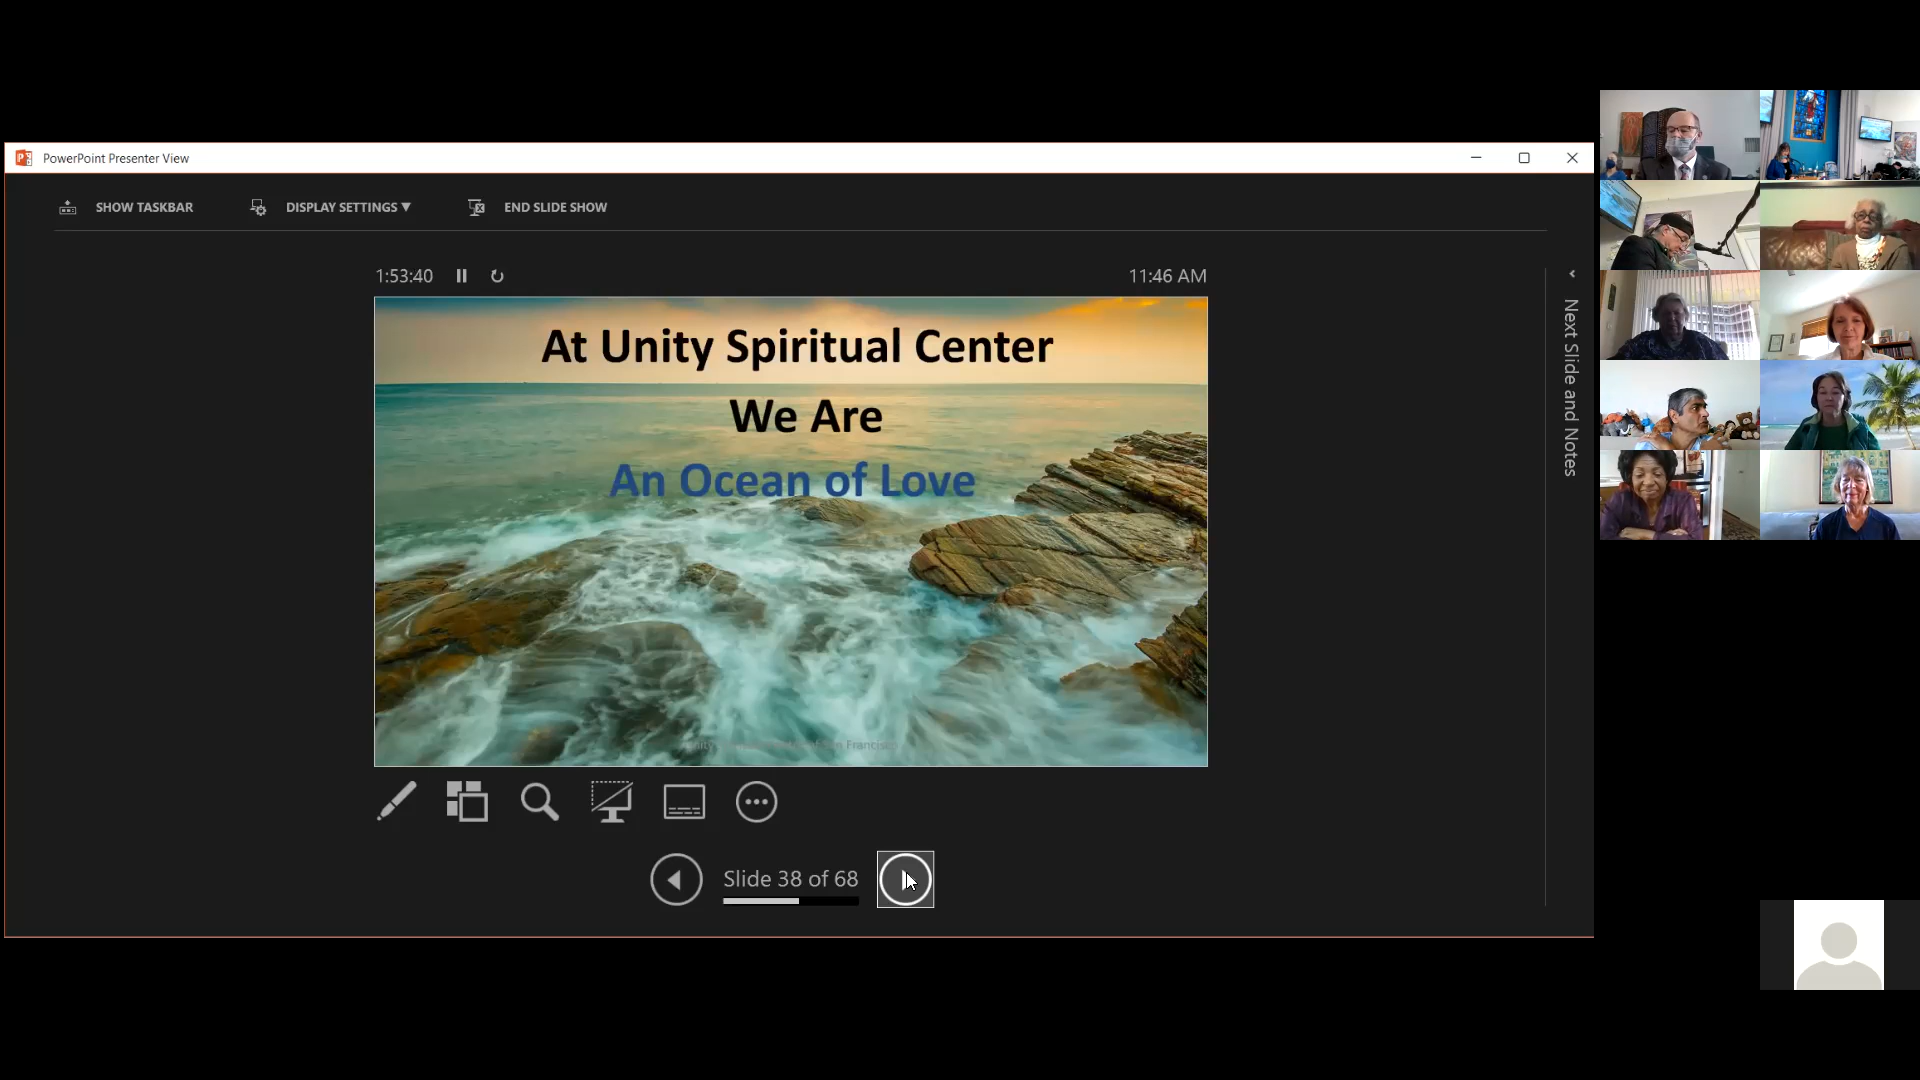 PowerPoint Presenter View
SHOW TASKBAR
DISPLAY SETTINGS ▼
END SLIDE SHOW
1:53:40
11:46 AM
At Unity Spiritual Center
We Are
An Ocean of Love
Slide 38 of 68
Next Slide and Notes